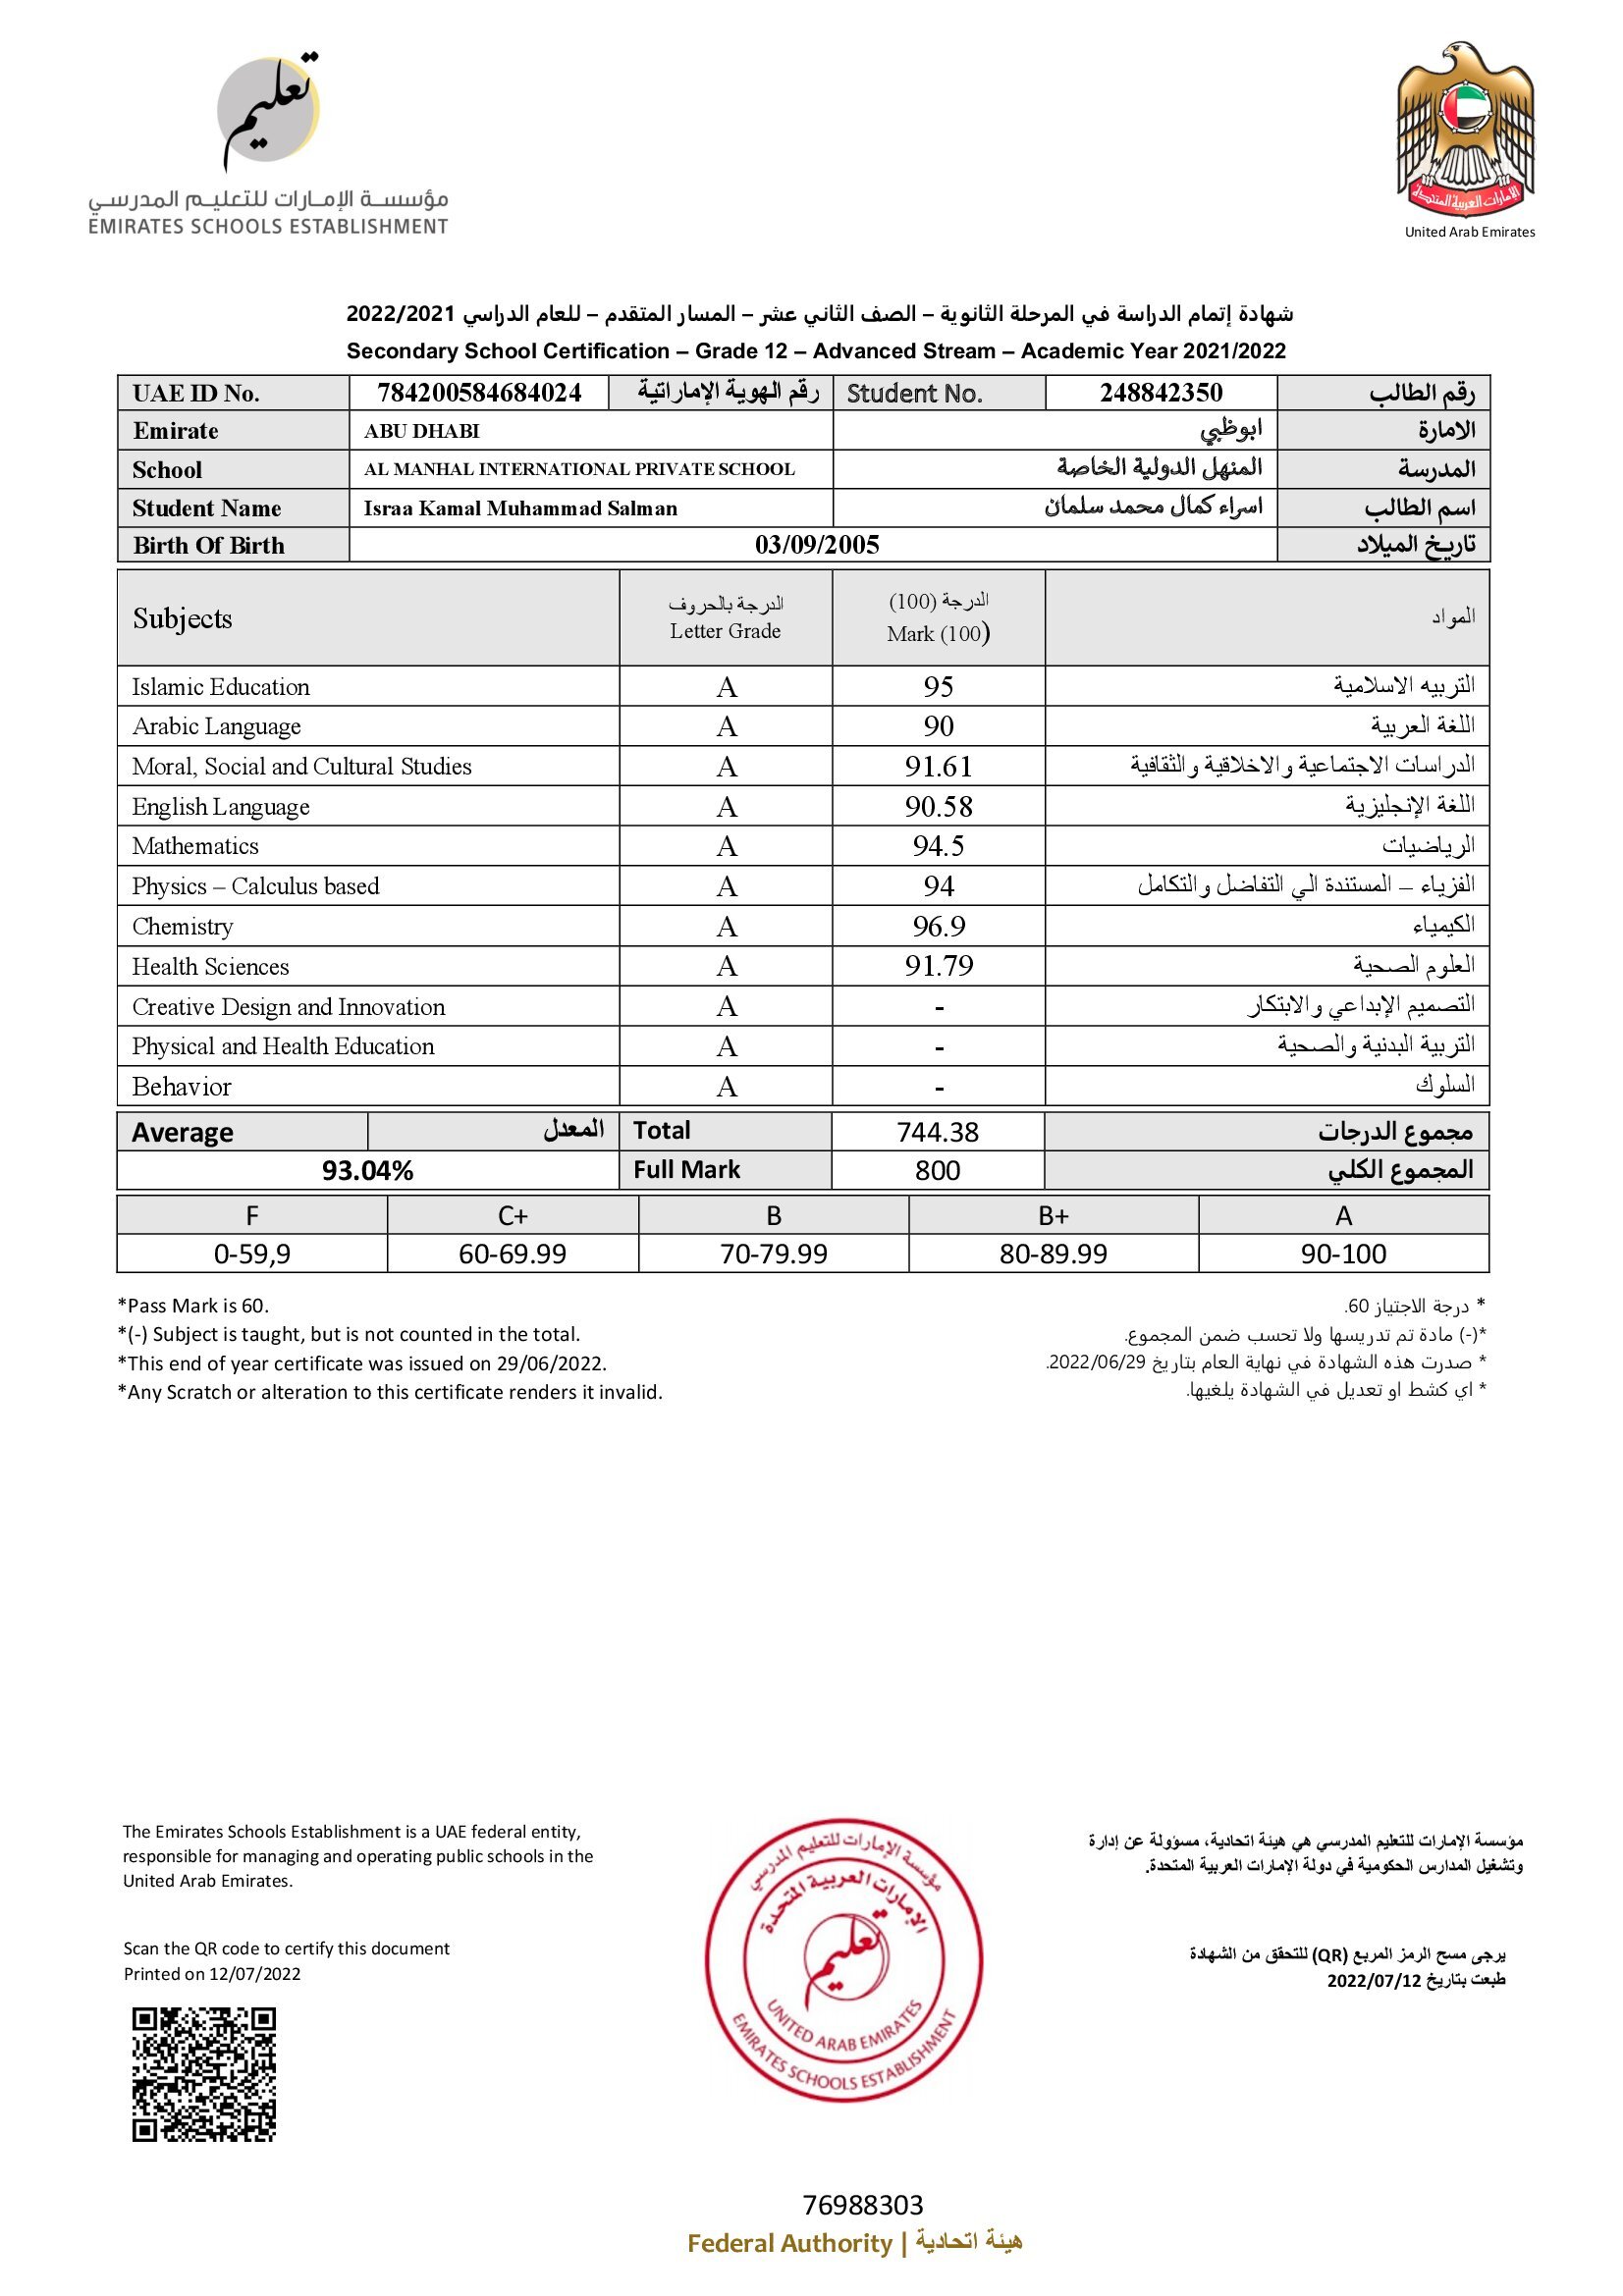 تعليم
مؤسسة الإمارات للتعليم المدرسي
EMIRATES SCHOOLS ESTABLISHMENT
الإمارات العربية المتحدة
United Arab Emirates
شهادة إتمام الدراسة في المرحلة الثانوية – الصف الثاني عشر – المسار المتقدم – للعام الدراسي 2022/2021
Secondary School Certification – Grade 12 – Advanced Stream – Academic Year 2021/2022
UAE ID No. 784200584684024 رقم الهوية الإماراتية Student No. 248842350 رقم الطالب
Emirate ABU DHABI ابوظبي الامارة
School AL MANHAL INTERNATIONAL PRIVATE SCHOOL المنهل الدولية الخاصة المدرسة
Student Name Israa Kamal Muhammad Salman اسراء كمال محمد سلمان اسم الطالب
Birth Of Birth 03/09/2005 تاريخ الميلاد
Subjects الدرجة بالحروف Letter Grade الدرجة (100) Mark (100) المواد
Islamic Education A 95 التربيه الاسلامية
Arabic Language A 90 اللغة العربية
Moral, Social and Cultural Studies A 91.61 الدراسات الاجتماعية والاخلاقية والثقافية
English Language A 90.58 اللغة الإنجليزية
Mathematics A 94.5 الرياضيات
Physics – Calculus based A 94 الفزياء – المستندة الي التفاضل والتكامل
Chemistry A 96.9 الكيمياء
Health Sciences A 91.79 العلوم الصحية
Creative Design and Innovation A - التصميم الإبداعي والابتكار
Physical and Health Education A - التربية البدنية والصحية
Behavior A - السلوك
Average المعدل Total 744.38 مجموع الدرجات
93.04% Full Mark 800 المجموع الكلي
F C+ B B+ A
0-59,9 60-69.99 70-79.99 80-89.99 90-100
*Pass Mark is 60. * درجة الاجتياز 60.
*(-) Subject is taught, but is not counted in the total. *(-) مادة تم تدريسها ولا تحسب ضمن المجموع.
*This end of year certificate was issued on 29/06/2022. * صدرت هذه الشهادة في نهاية العام بتاريخ 2022/06/29.
*Any Scratch or alteration to this certificate renders it invalid. * اي كشط او تعديل في الشهادة يلغيها.
The Emirates Schools Establishment is a UAE federal entity,
responsible for managing and operating public schools in the
United Arab Emirates.
مؤسسة الإمارات للتعليم المدرسي هي هيئة اتحادية، مسؤولة عن إدارة
وتشغيل المدارس الحكومية في دولة الإمارات العربية المتحدة.
مؤسسة الإمارات للتعليم المدرسي
الإمارات العربية المتحدة
تعليم
UNITED ARAB EMIRATES
EMIRATES SCHOOLS ESTABLISHMENT
Scan the QR code to certify this document
Printed on 12/07/2022
يرجى مسح الرمز المربع (QR) للتحقق من الشهادة
طبعت بتاريخ 2022/07/12
76988303
Federal Authority | هيئة اتحادية